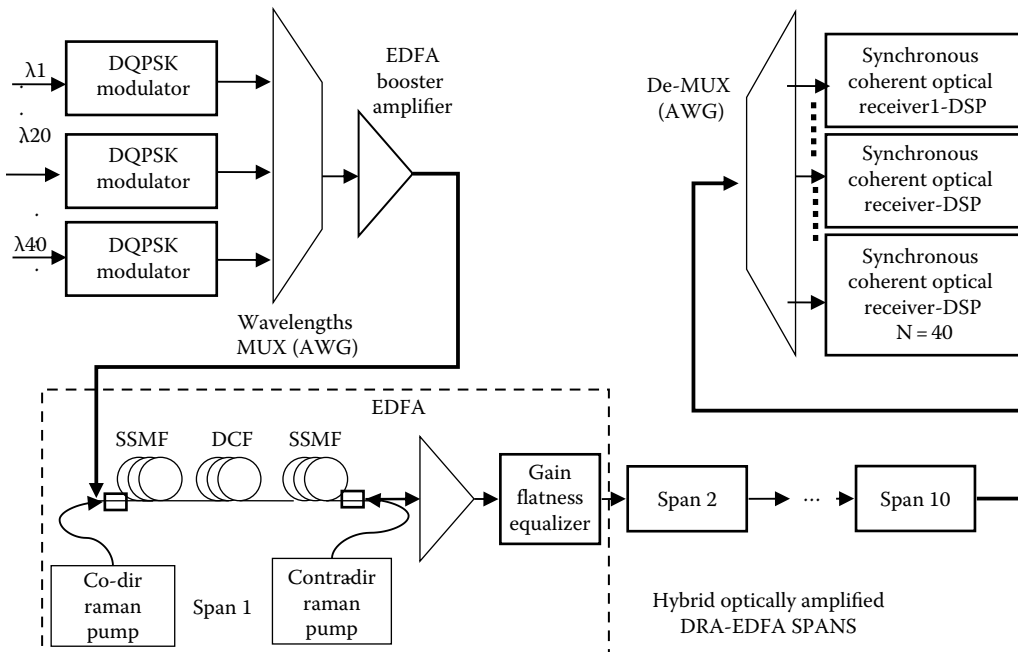 λ1
DQPSK
modulator
λ20
DQPSK
modulator
λ40
DQPSK
modulator
Wavelengths
MUX (AWG)
EDFA
booster
amplifier
De-MUX
(AWG)
Synchronous
coherent optical
receiver1-DSP
Synchronous
coherent optical
receiver-DSP
Synchronous
coherent optical
receiver-DSP
N = 40
EDFA
SSMF
DCF
SSMF
Gain
flatness
equalizer
Span 2
...
Span 10
Co-dir
raman
pump
Span 1
Contra-dir
raman
pump
Hybrid optically amplified
DRA-EDFA SPANS